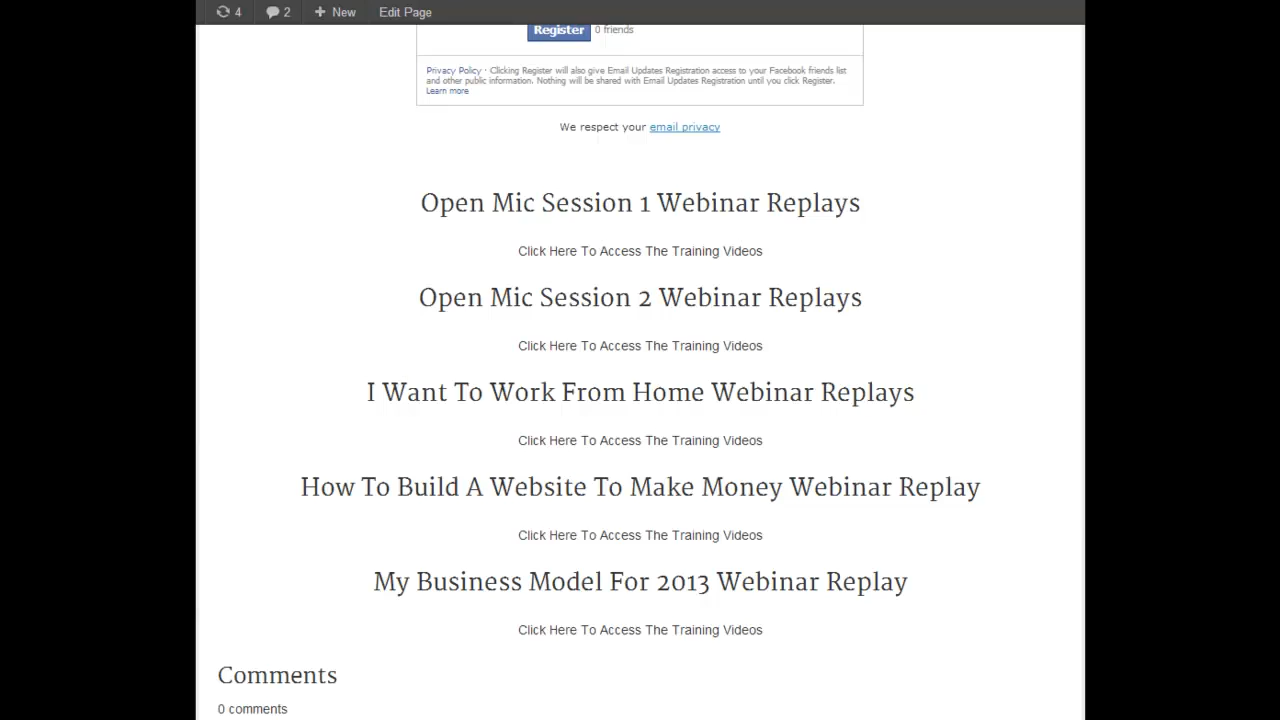 4 2 New Edit Page
Register 0 friends
Privacy Policy · Clicking Register will also give Email Updates Registration access to your Facebook friends list
and other public information. Nothing will be shared with Email Updates Registration until you click Register.
Learn more
We respect your email privacy
Open Mic Session 1 Webinar Replays
Click Here To Access The Training Videos
Open Mic Session 2 Webinar Replays
Click Here To Access The Training Videos
I Want To Work From Home Webinar Replays
Click Here To Access The Training Videos
How To Build A Website To Make Money Webinar Replay
Click Here To Access The Training Videos
My Business Model For 2013 Webinar Replay
Click Here To Access The Training Videos
Comments
0 comments